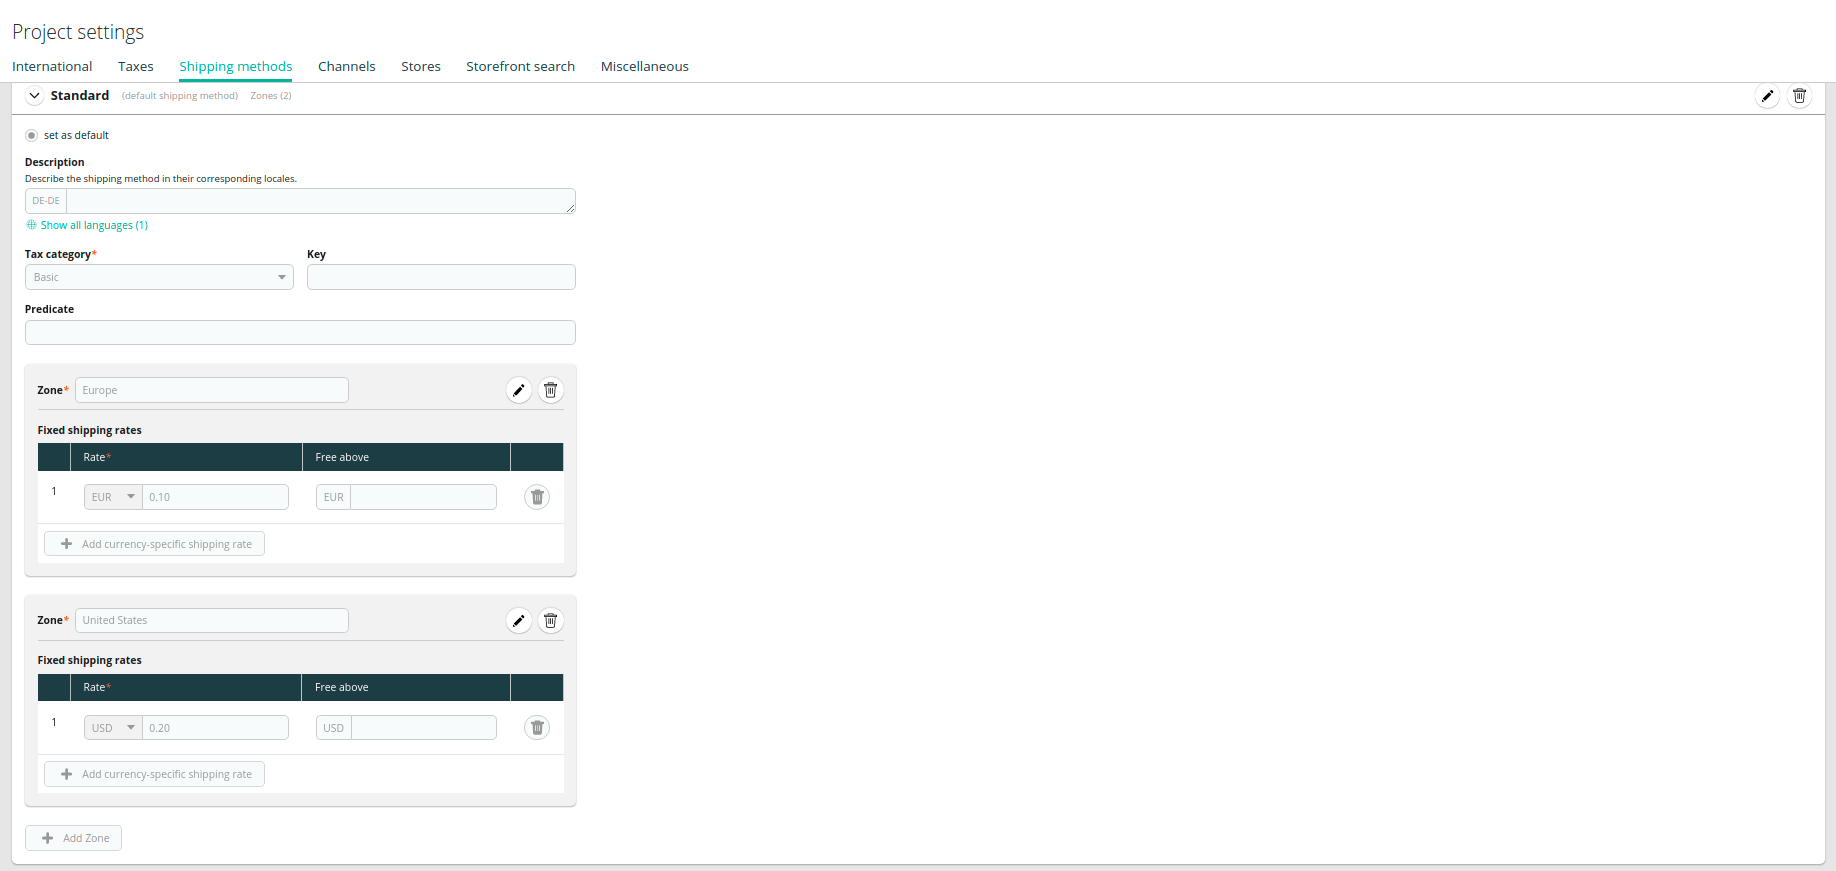 Project settings
International Taxes Shipping methods Channels Stores Storefront search Miscellaneous
Standard (default shipping method) Zones (2)
set as default
Description
Describe the shipping method in their corresponding locales.
DE-DE
Show all languages (1)
Tax category* Key
Basic
Predicate
Zone* Europe
Fixed shipping rates
Rate* Free above
1 EUR 0.10 EUR
Add currency-specific shipping rate
Zone* United States
Fixed shipping rates
Rate* Free above
1 USD 0.20 USD
Add currency-specific shipping rate
Add Zone